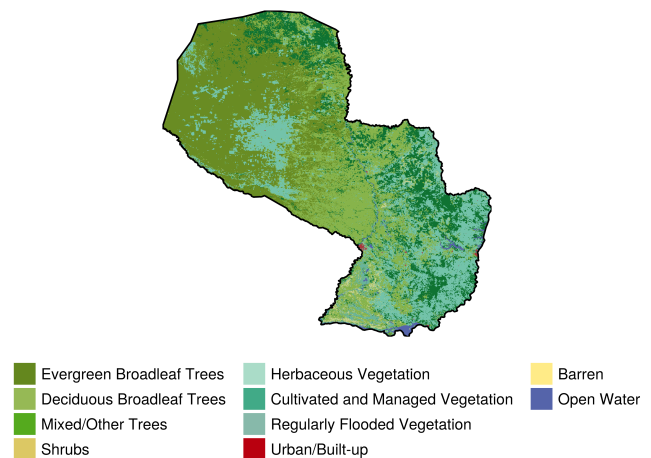 Evergreen Broadleaf Trees
Deciduous Broadleaf Trees
Mixed/Other Trees
Shrubs
Herbaceous Vegetation
Cultivated and Managed Vegetation
Regularly Flooded Vegetation
Urban/Built-up
Barren
Open Water